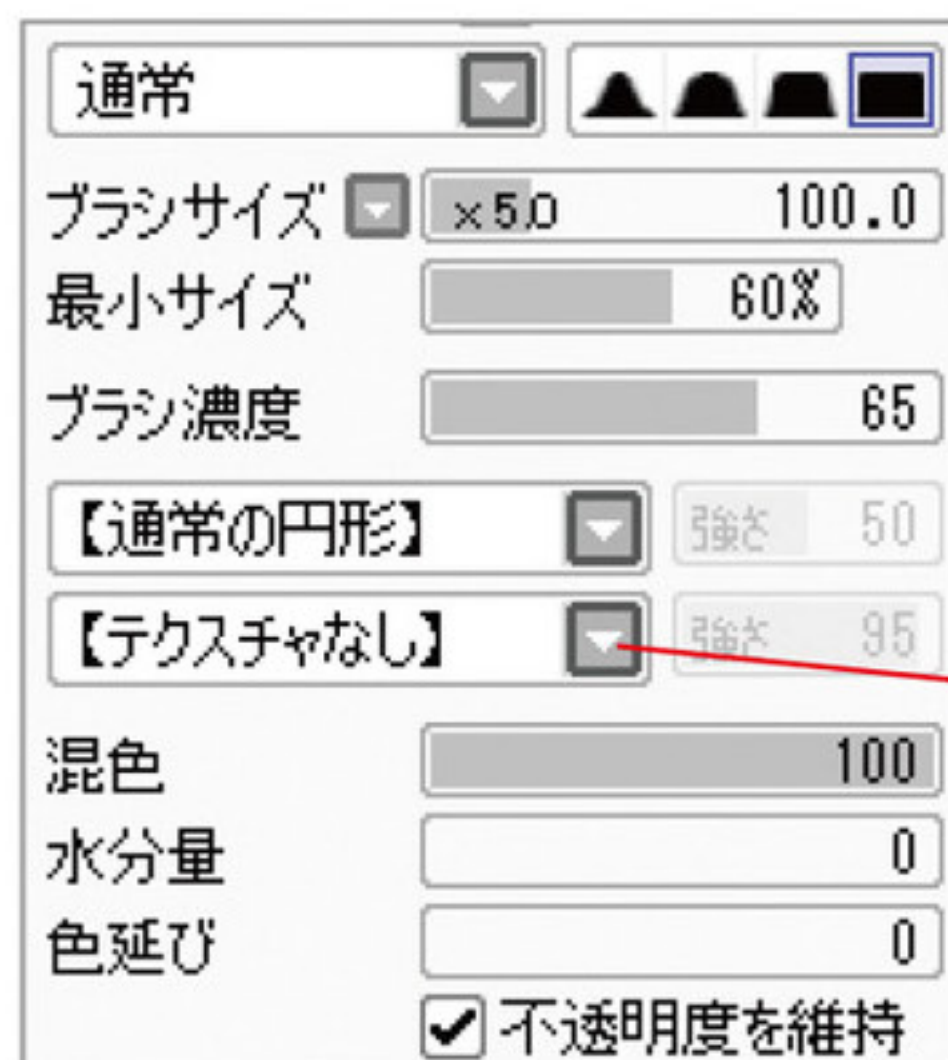 通常
ブラシサイズ ×5.0 100.0
最小サイズ 60%
ブラシ濃度 65
【通常の円形】 強さ 50
【テクスチャなし】 強さ 95
混色 100
水分量 0
色延び 0
不透明度を維持